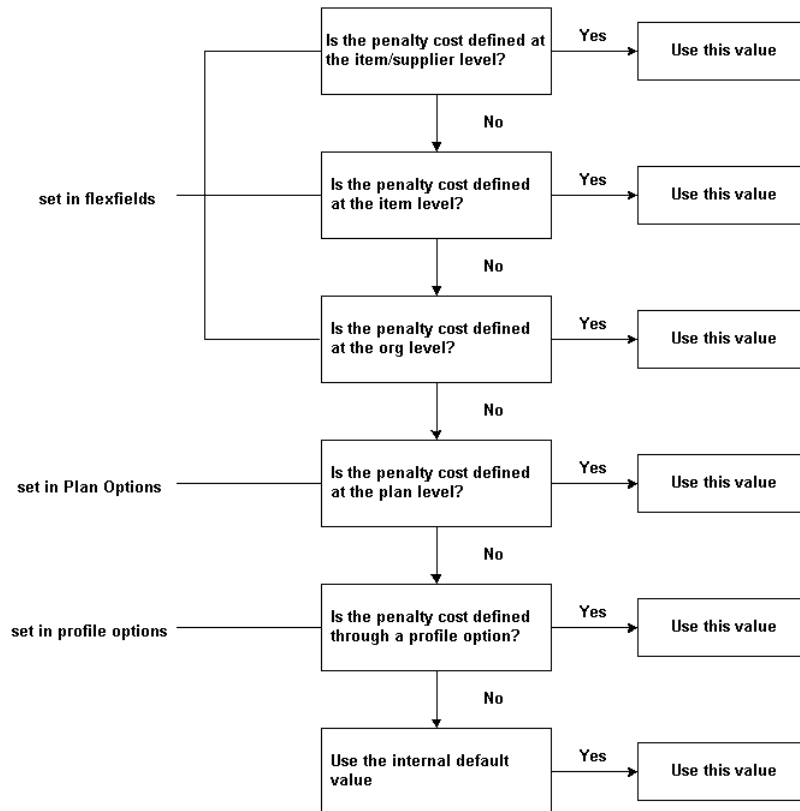 Is the penalty cost defined at
the item/supplier level?
Yes
Use this value
No
set in flexfields
Is the penalty cost defined
at the item level?
Yes
Use this value
No
Is the penalty cost defined
at the org level?
Yes
Use this value
No
set in Plan Options
Is the penalty cost defined
at the plan level?
Yes
Use this value
No
set in profile options
Is the penalty cost defined
through a profile option?
Yes
Use this value
No
Use the internal default
value
Yes
Use this value